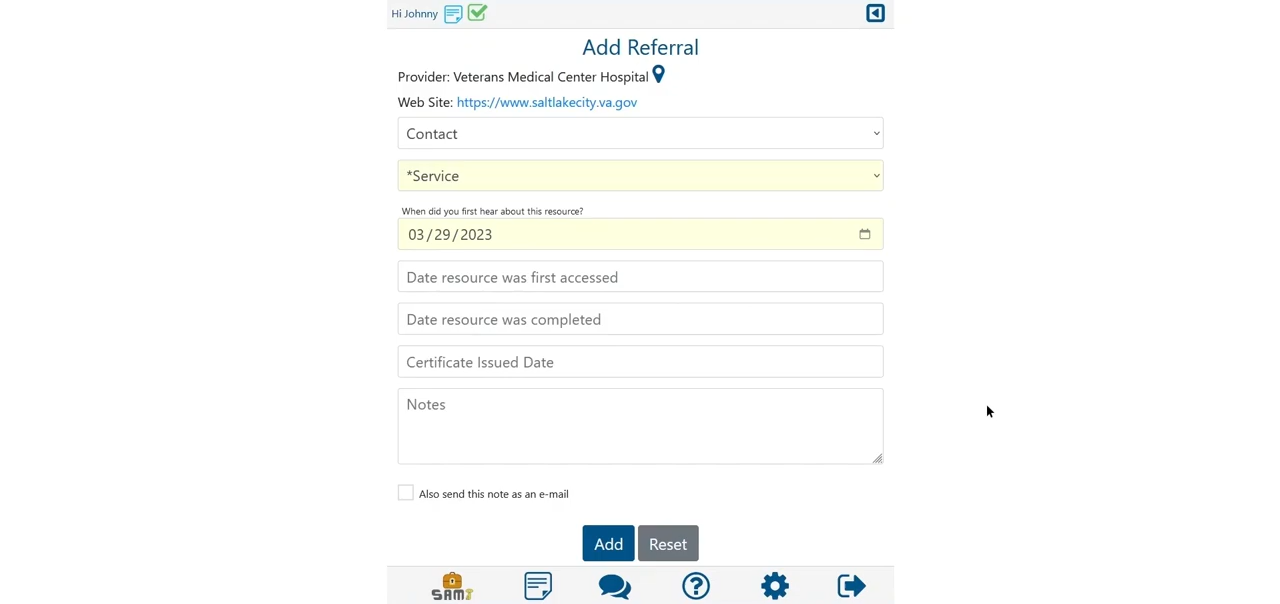 Hi Johnny
Add Referral
Provider: Veterans Medical Center Hospital
Web Site: https://www.saltlakecity.va.gov
Contact
*Service
When did you first hear about this resource?
03/29/2023
Date resource was first accessed
Date resource was completed
Certificate Issued Date
Notes
Also send this note as an e-mail
Add Reset
SAMi